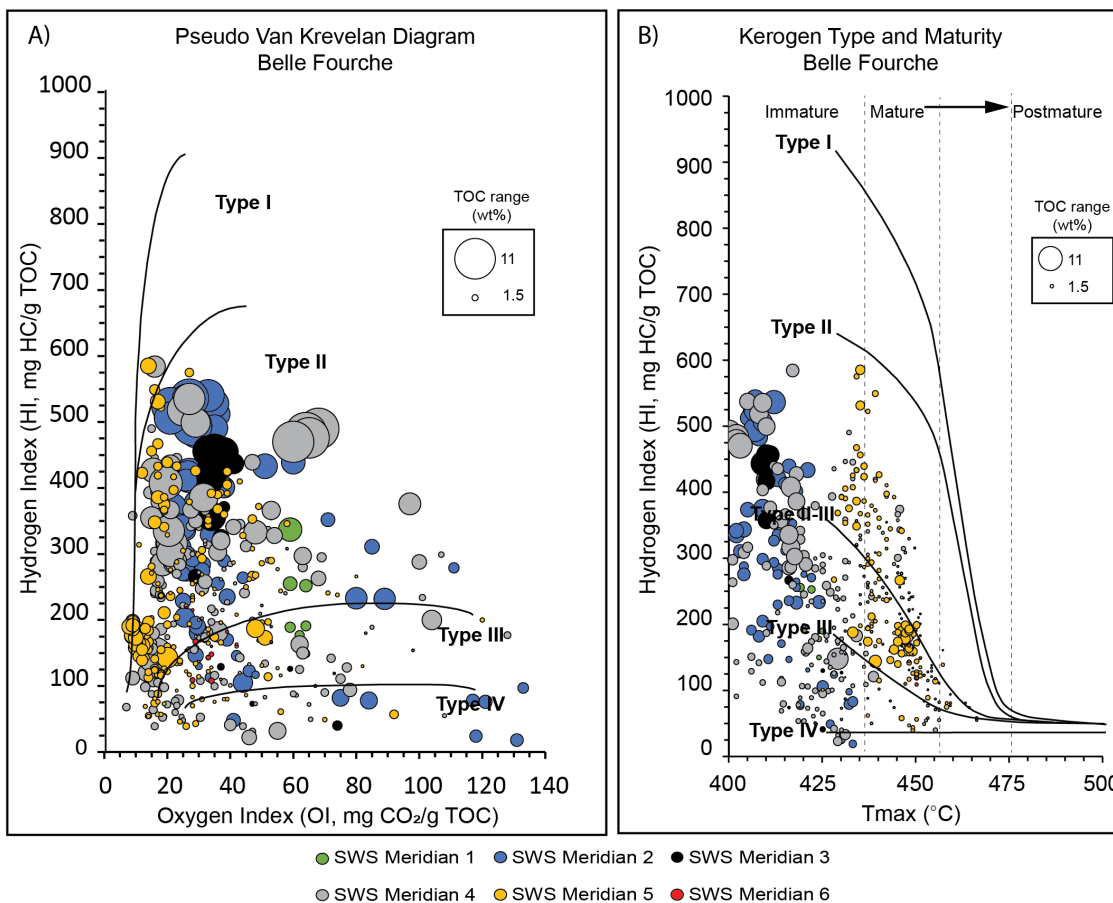 A)
Pseudo Van Krevelan Diagram
Belle Fourche
Hydrogen Index (HI, mg HC/g TOC)
1000
900
800
700
600
500
400
300
200
100
0
Type I
Type II
Type III
Type IV
TOC range
(wt%)
11
1.5
0 20 40 60 80 100 120 140
Oxygen Index (OI, mg CO₂/g TOC)
B)
Kerogen Type and Maturity
Belle Fourche
Hydrogen Index (HI, mg HC/g TOC)
1000
900
800
700
600
500
400
300
200
100
0
Immature Mature Postmature
Type I
Type II
Type II-III
Type III
Type IV
TOC range
(wt%)
11
1.5
400 425 450 475 500
Tmax (°C)
SWS Meridian 1 SWS Meridian 2 SWS Meridian 3
SWS Meridian 4 SWS Meridian 5 SWS Meridian 6